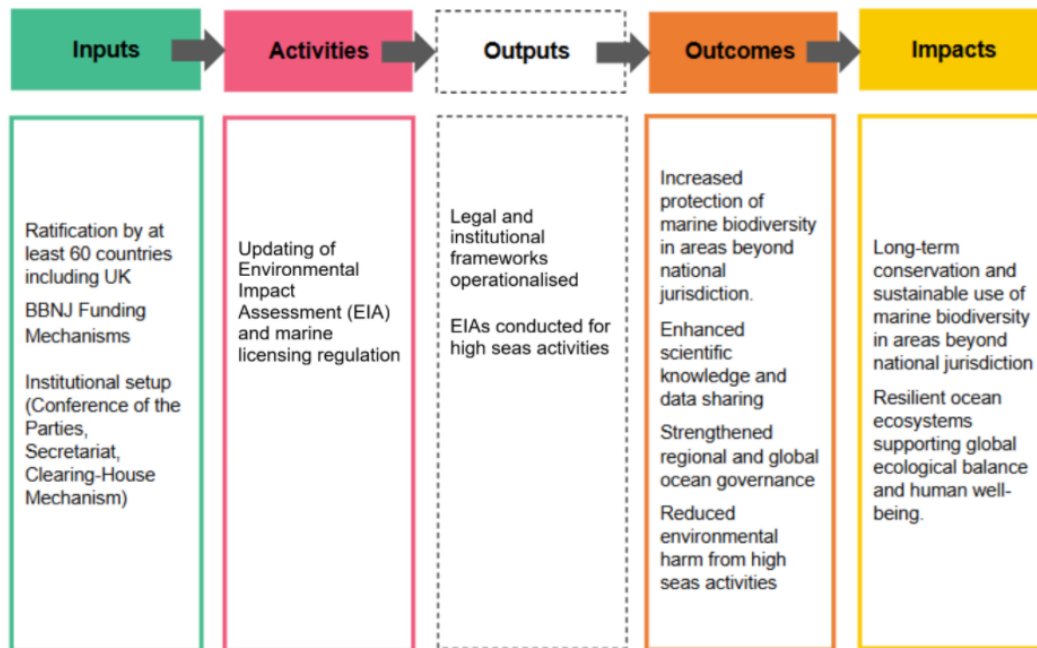 Inputs
Activities
Outputs
Outcomes
Impacts
Ratification by at
least 60 countries
including UK
BBNJ Funding
Mechanisms
Institutional setup
(Conference of the
Parties,
Secretariat,
Clearing-House
Mechanism)
Updating of
Environmental
Impact
Assessment (EIA)
and marine
licensing regulation
Legal and
institutional
frameworks
operationalised
EIAs conducted for
high seas activities
Increased
protection of
marine biodiversity
in areas beyond
national
jurisdiction.
Enhanced
scientific
knowledge and
data sharing
Strengthened
regional and global
ocean governance
Reduced
environmental
harm from high
seas activities
Long-term
conservation and
sustainable use of
marine biodiversity
in areas beyond
national jurisdiction
Resilient ocean
ecosystems
supporting global
ecological balance
and human well-
being.